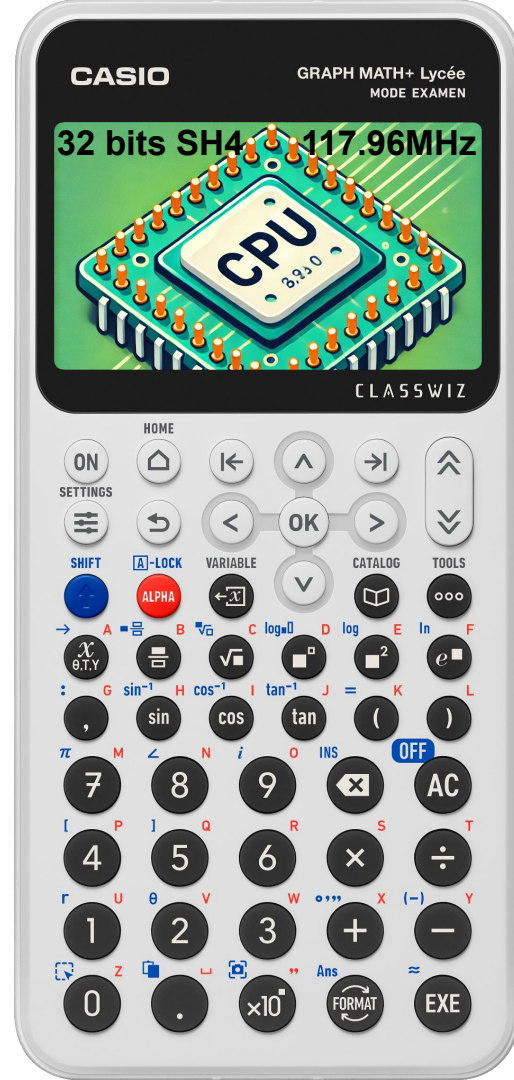 CASIO
GRAPH MATH+ Lycée
MODE EXAMEN
32 bits SH4 117.96MHz
CPU
CLASSWIZ
HOME
ON
SETTINGS
OK
SHIFT A-LOCK VARIABLE CATALOG TOOLS
ALPHA ←x
→ A B C log D log E ln F
x
θ,T,Y √ ■ ■² e■
: G sin⁻¹ H cos⁻¹ I tan⁻¹ J = K L
, sin cos tan ( )
π M ∠ N i O INS OFF
7 8 9 AC
[ P ] Q R S T
4 5 6 × ÷
r U θ V W °,,, X (−) Y
1 2 3 + −
Z ␣ " Ans ≈
0 . ×10■ FORMAT EXE